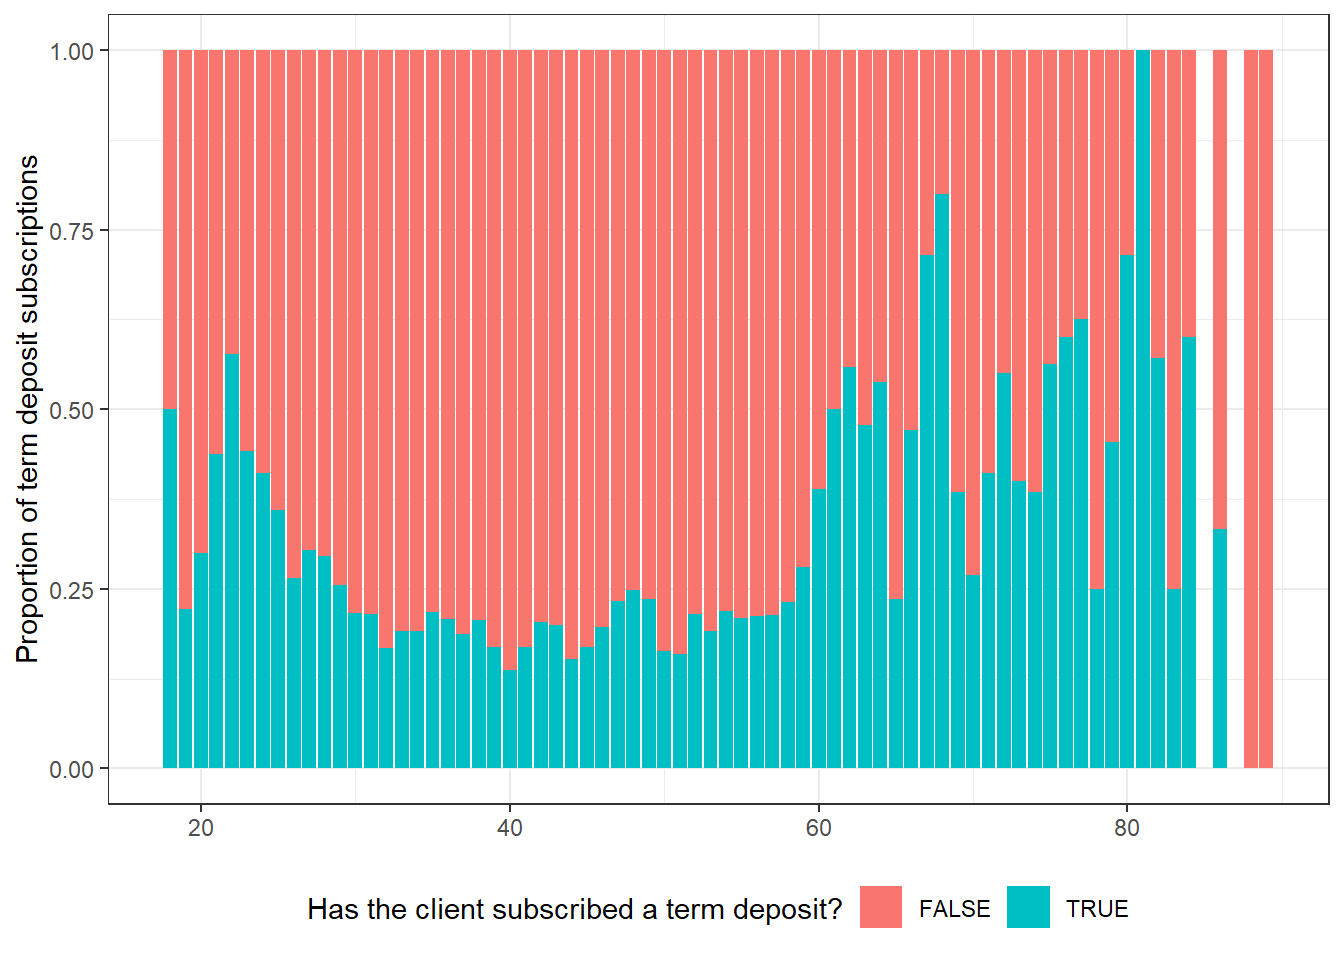 Proportion of term deposit subscriptions
1.00
0.75
0.50
0.25
0.00
20 40 60 80
Has the client subscribed a term deposit? FALSE TRUE